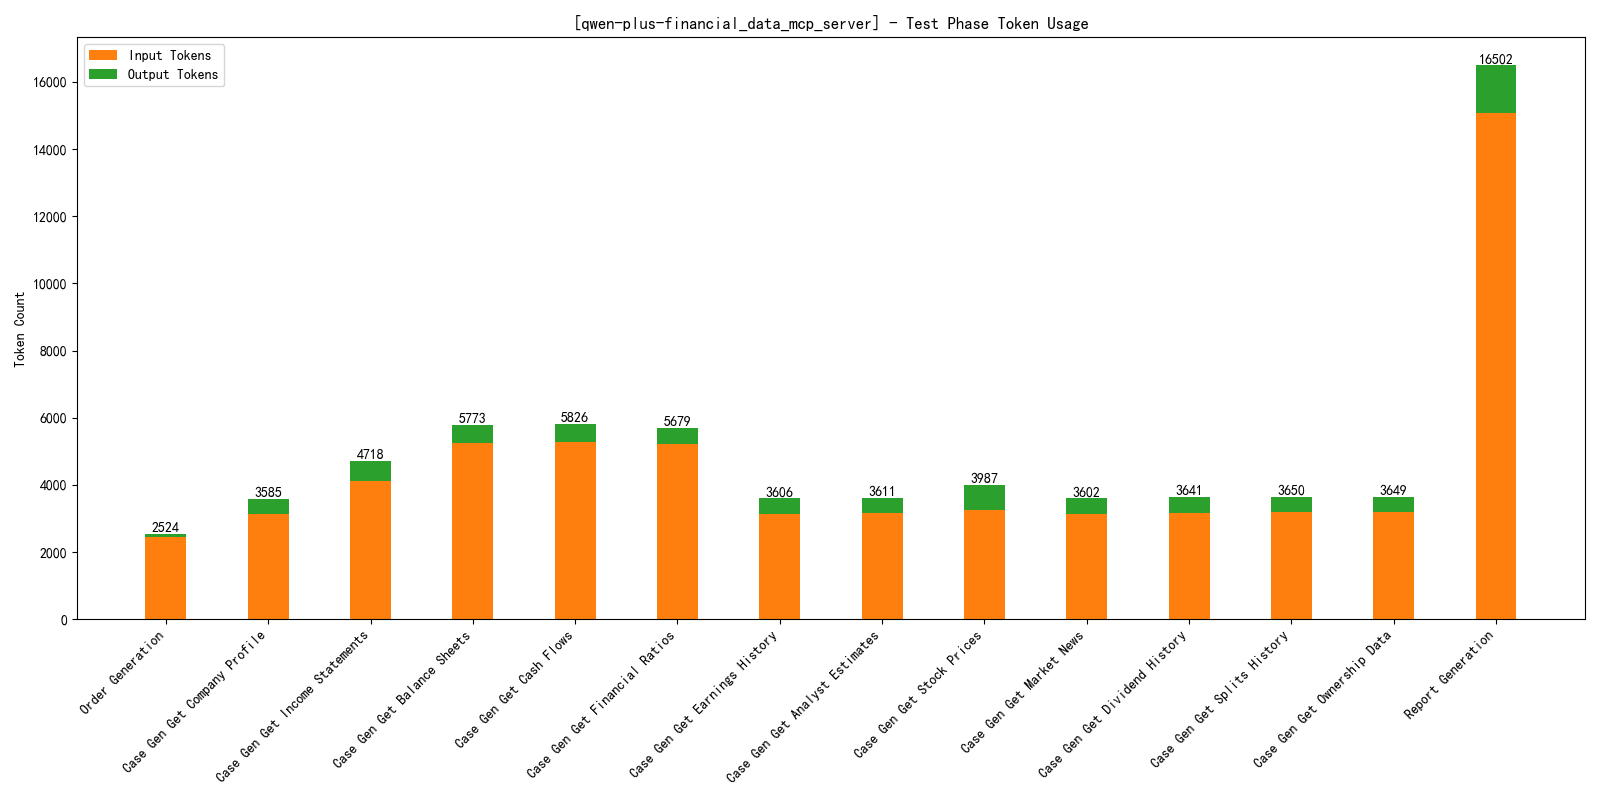 [qwen-plus-financial_data_mcp_server] - Test Phase Token Usage
Input Tokens
Output Tokens
Token Count
16000
14000
12000
10000
8000
6000
4000
2000
0
2524
3585
4718
5773
5826
5679
3606
3611
3987
3602
3641
3650
3649
16502
Order Generation
Case Gen Get Company Profile
Case Gen Get Income Statements
Case Gen Get Balance Sheets
Case Gen Get Cash Flows
Case Gen Get Financial Ratios
Case Gen Get Earnings History
Case Gen Get Analyst Estimates
Case Gen Get Stock Prices
Case Gen Get Market News
Case Gen Get Dividend History
Case Gen Get Splits History
Case Gen Get Ownership Data
Report Generation